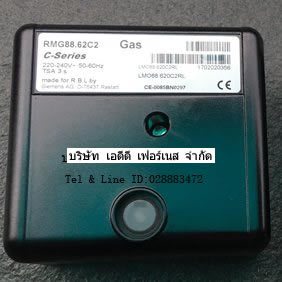 RMG88.62C2
Gas
C-Series
220-240V~ 50-60Hz
TSA 3 s
made for R.B.L by
Siemens AG, D-76437 Rastatt
LMO88.620C2RL
1702020366
LMO88.620C2RL
CE-0085BN0297
บริษัท เอดีดี เฟอร์เนส จำกัด
Tel & Line ID:028883472